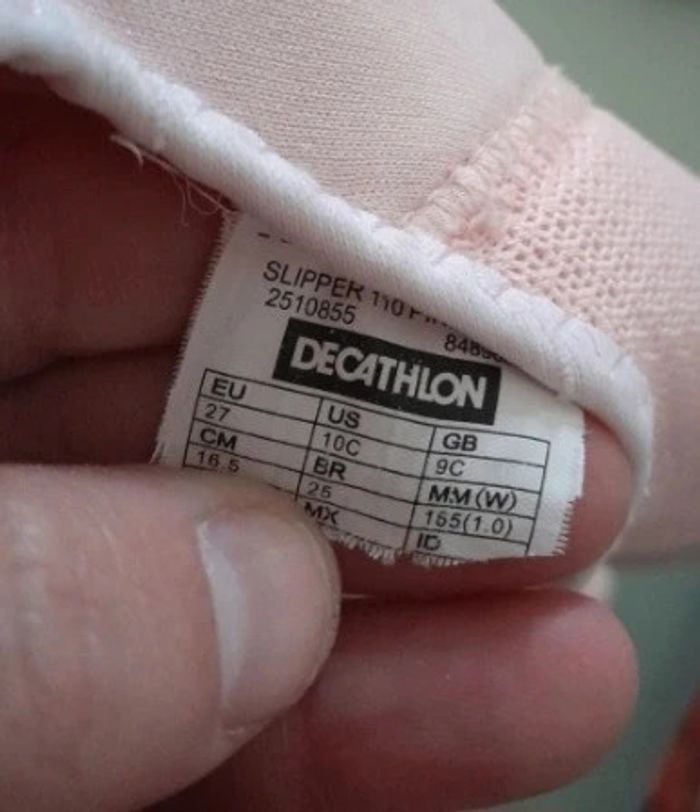 SLIPPER 110
2510855
DECATHLON
EU US GB
27 10C 9C
CM BR MM(W)
16.5 25 165(1.0)
MX ID